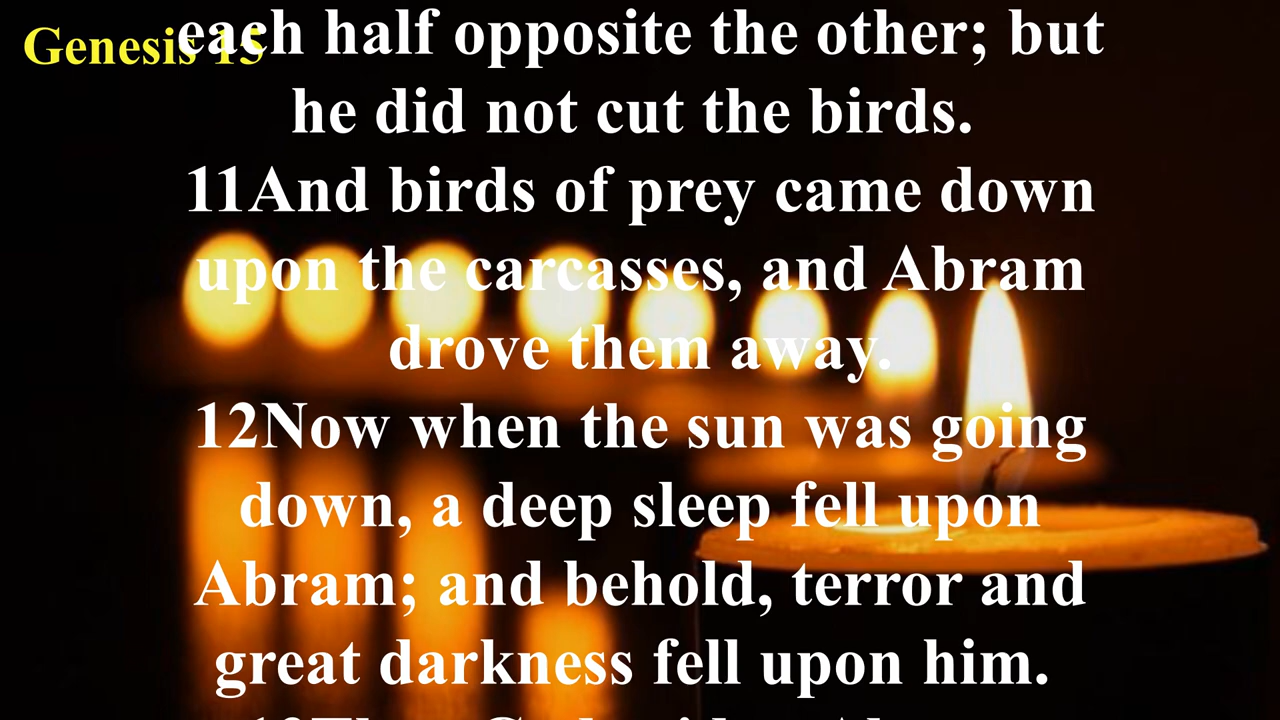 Genesis 15
each half opposite the other; but
he did not cut the birds.
11And birds of prey came down
upon the carcasses, and Abram
drove them away.
12Now when the sun was going
down, a deep sleep fell upon
Abram; and behold, terror and
great darkness fell upon him.